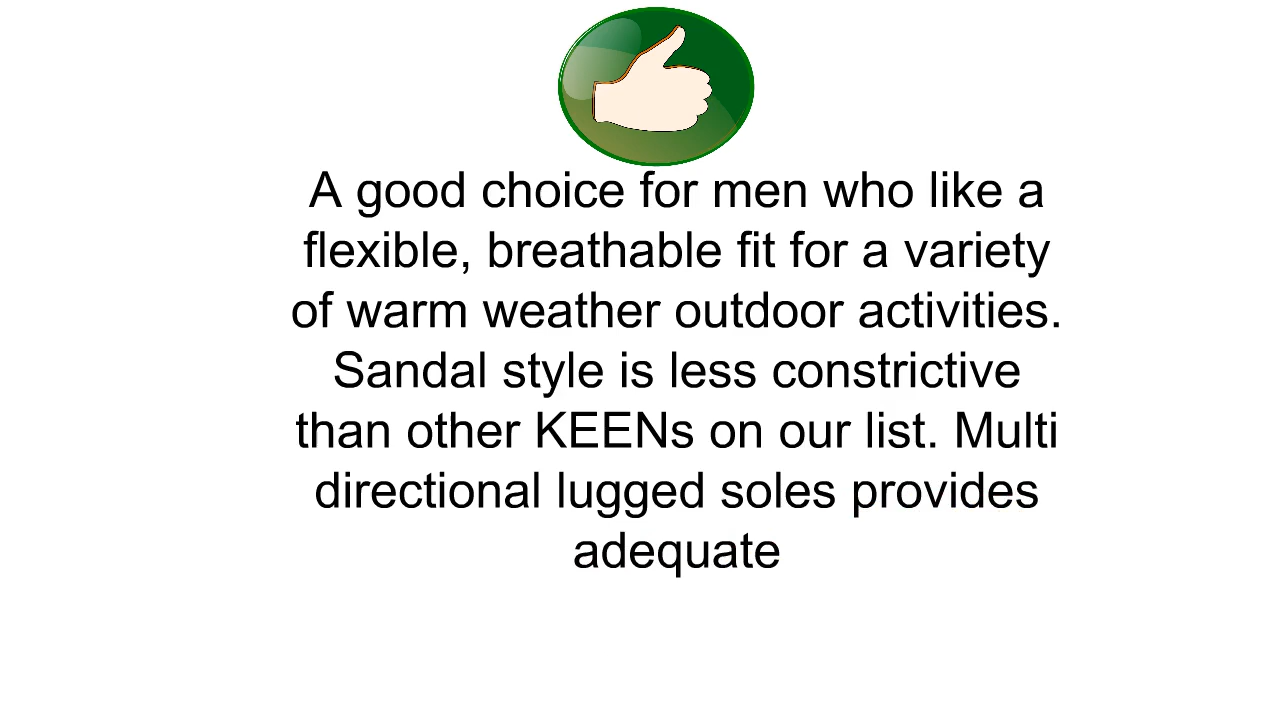 A good choice for men who like a
flexible, breathable fit for a variety
of warm weather outdoor activities.
Sandal style is less constrictive
than other KEENs on our list. Multi
directional lugged soles provides
adequate